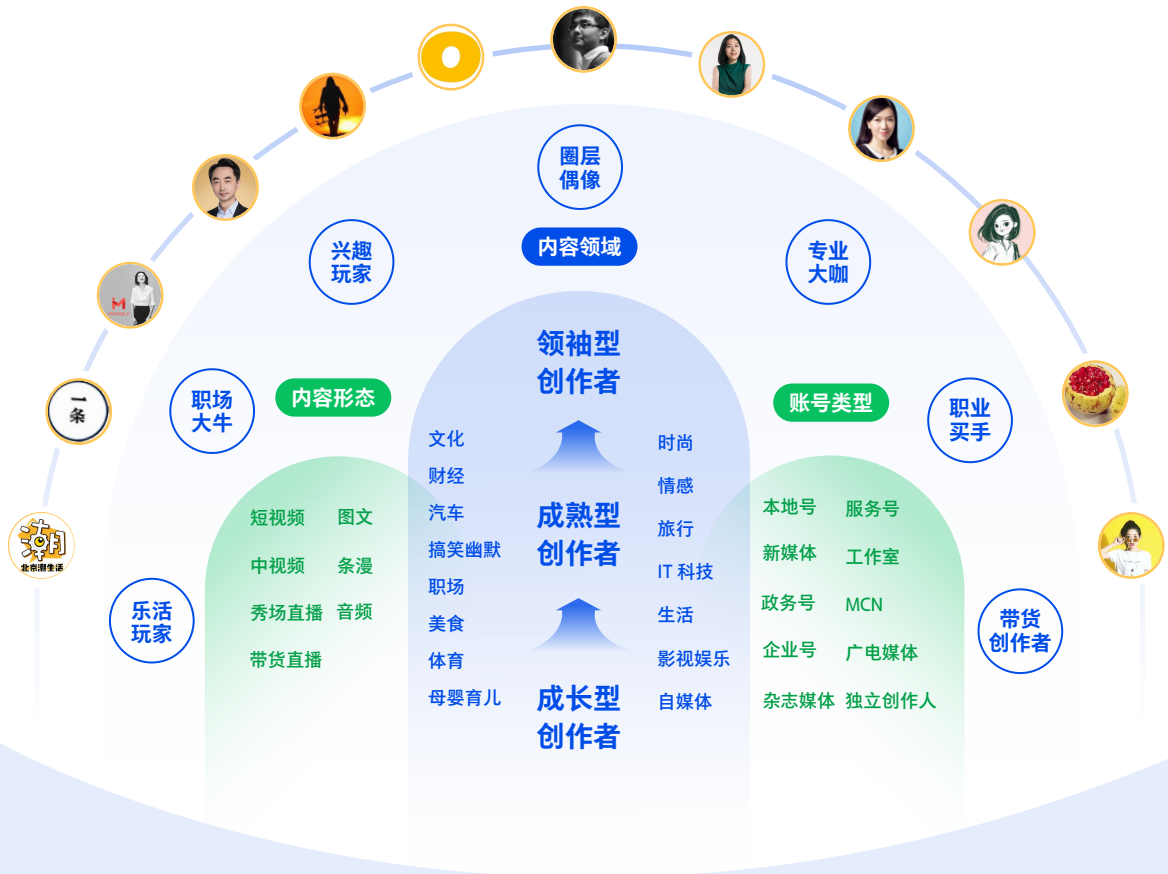 圈层
偶像
内容领域
兴趣
玩家
专业
大咖
一
条
职场
大牛
内容形态
账号类型
职业
买手
领袖型
创作者
文化
财经
汽车
搞笑幽默
职场
美食
体育
母婴育儿
成熟型
创作者
成长型
创作者
时尚
情感
旅行
IT 科技
生活
影视娱乐
自媒体
短视频 图文
中视频 条漫
秀场直播 音频
带货直播
本地号 服务号
新媒体 工作室
政务号 MCN
企业号 广电媒体
杂志媒体 独立创作人
潮
北京潮生活
乐活
玩家
带货
创作者